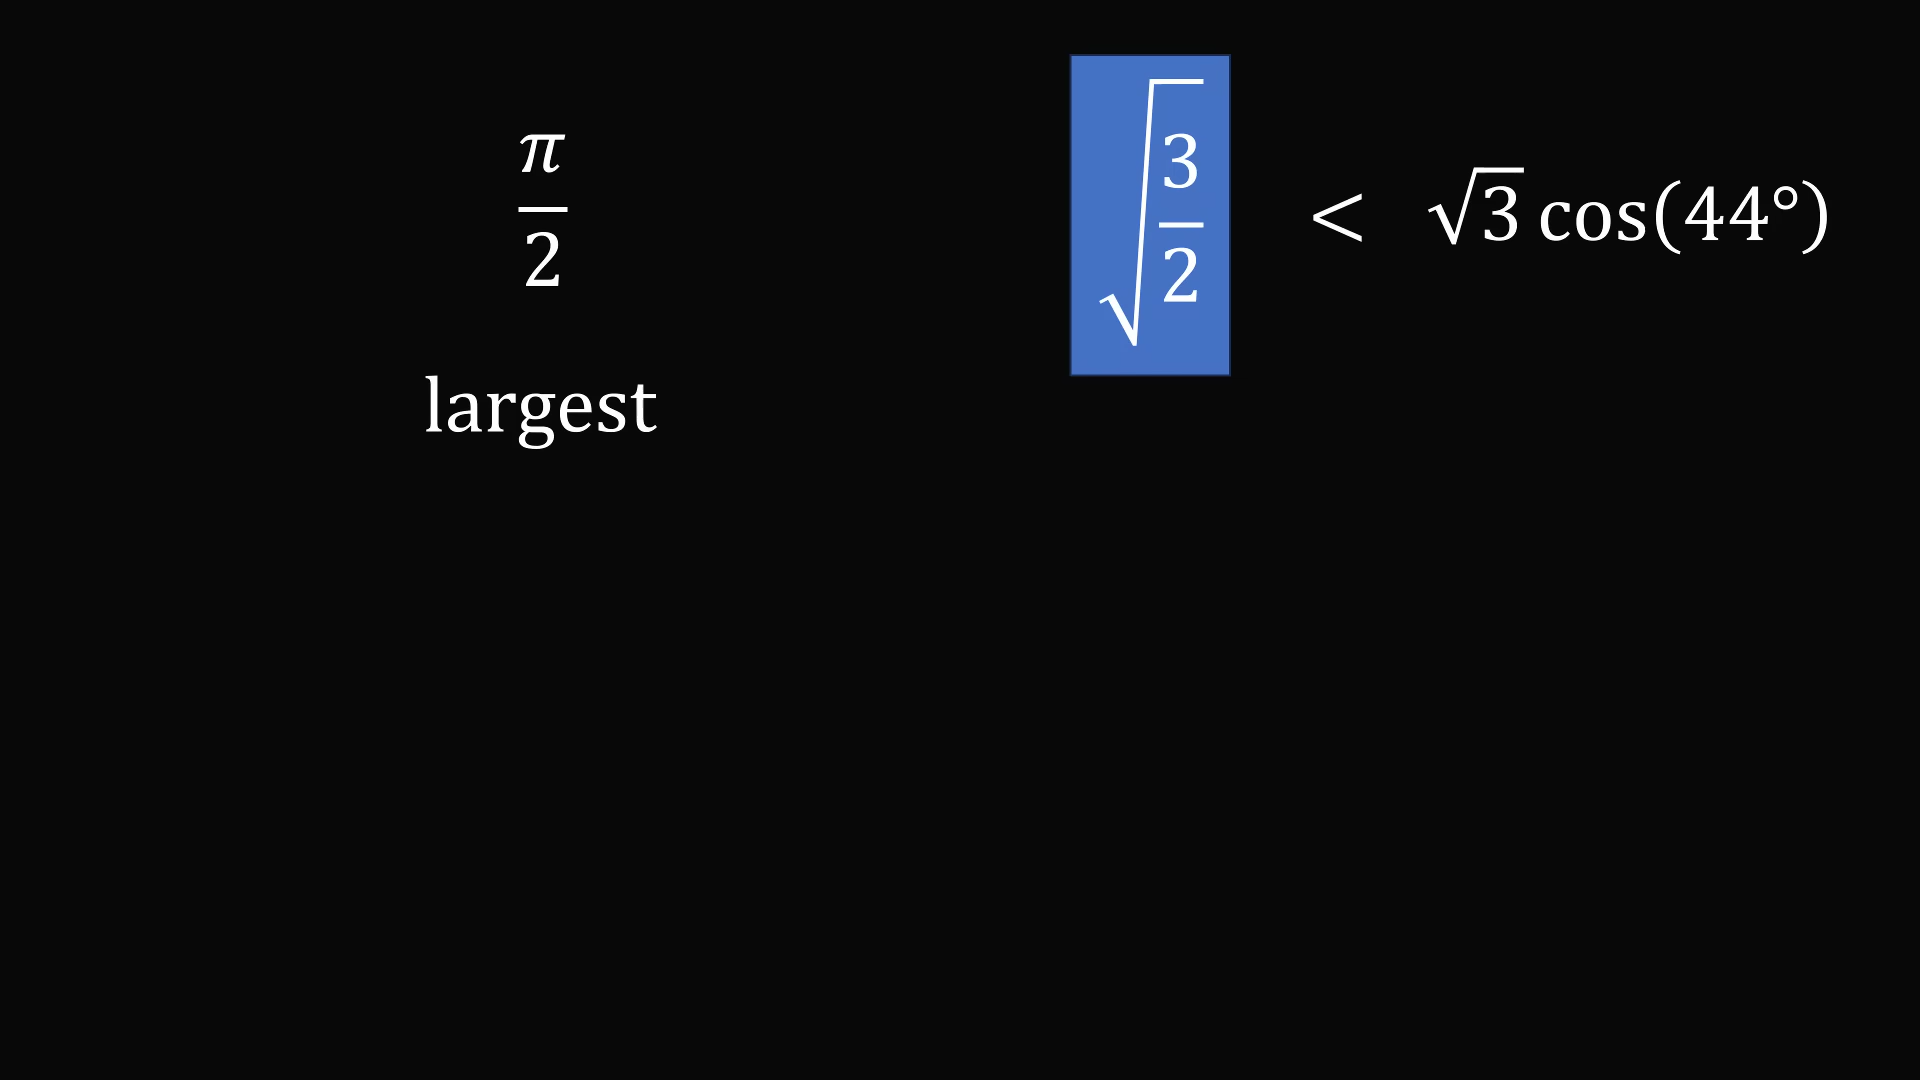 π/2
√(3/2) < √3 cos(44°)
largest